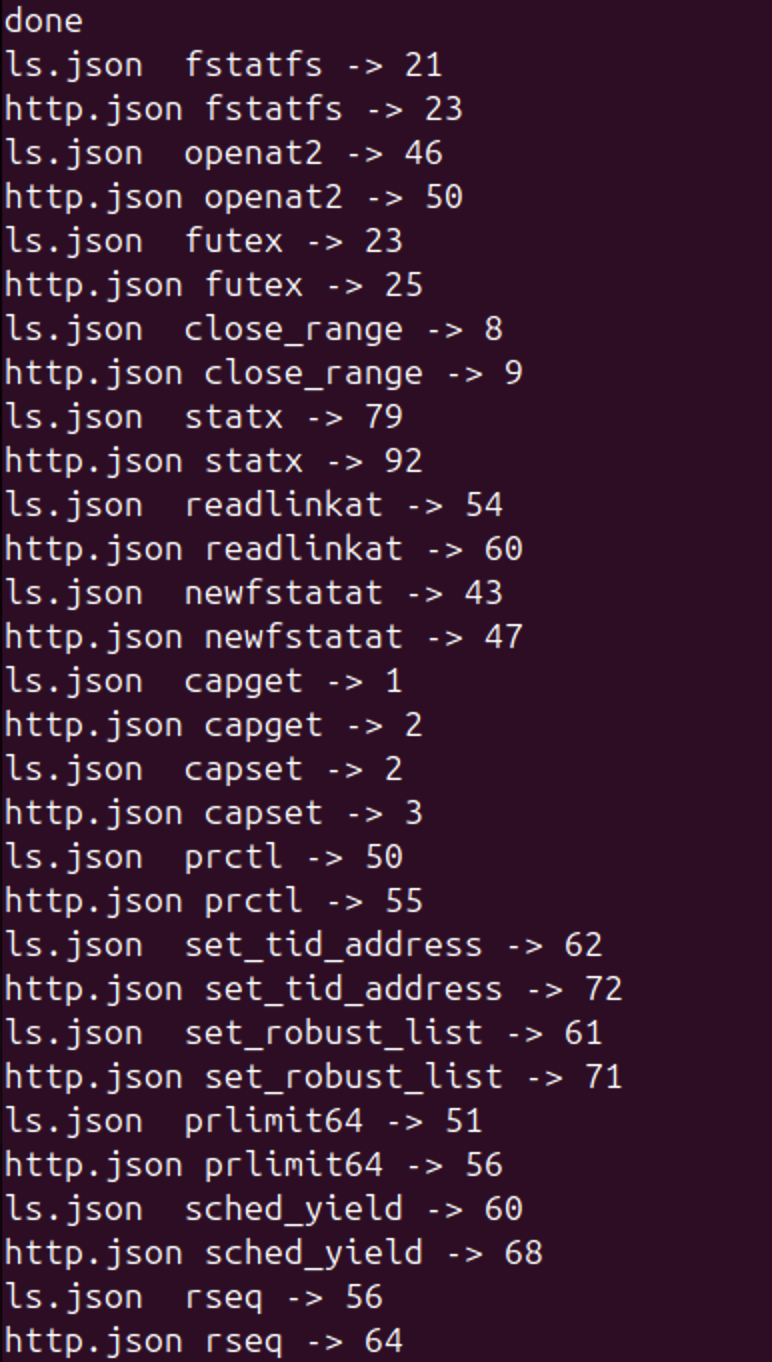 done
ls.json  fstatfs -> 21
http.json fstatfs -> 23
ls.json  openat2 -> 46
http.json openat2 -> 50
ls.json  futex -> 23
http.json futex -> 25
ls.json  close_range -> 8
http.json close_range -> 9
ls.json  statx -> 79
http.json statx -> 92
ls.json  readlinkat -> 54
http.json readlinkat -> 60
ls.json  newfstatat -> 43
http.json newfstatat -> 47
ls.json  capget -> 1
http.json capget -> 2
ls.json  capset -> 2
http.json capset -> 3
ls.json  prctl -> 50
http.json prctl -> 55
ls.json  set_tid_address -> 62
http.json set_tid_address -> 72
ls.json  set_robust_list -> 61
http.json set_robust_list -> 71
ls.json  prlimit64 -> 51
http.json prlimit64 -> 56
ls.json  sched_yield -> 60
http.json sched_yield -> 68
ls.json  rseq -> 56
http.json rseq -> 64